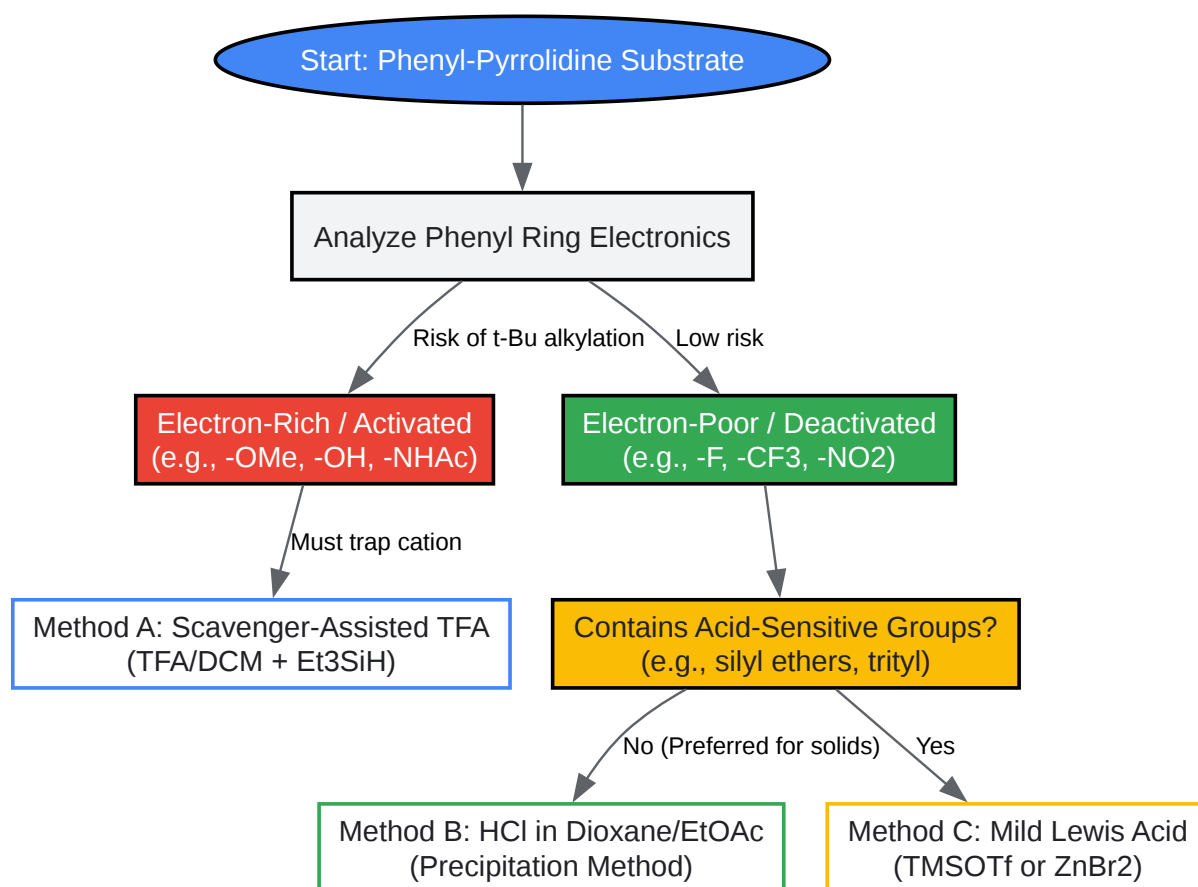 Start: Phenyl-Pyrrolidine Substrate
Analyze Phenyl Ring Electronics
Risk of t-Bu alkylation
Low risk
Electron-Rich / Activated
(e.g., -OMe, -OH, -NHAc)
Electron-Poor / Deactivated
(e.g., -F, -CF3, -NO2)
Must trap cation
Method A: Scavenger-Assisted TFA
(TFA/DCM + Et3SiH)
Contains Acid-Sensitive Groups?
(e.g., silyl ethers, trityl)
No (Preferred for solids)
Yes
Method B: HCl in Dioxane/EtOAc
(Precipitation Method)
Method C: Mild Lewis Acid
(TMSOTf or ZnBr2)